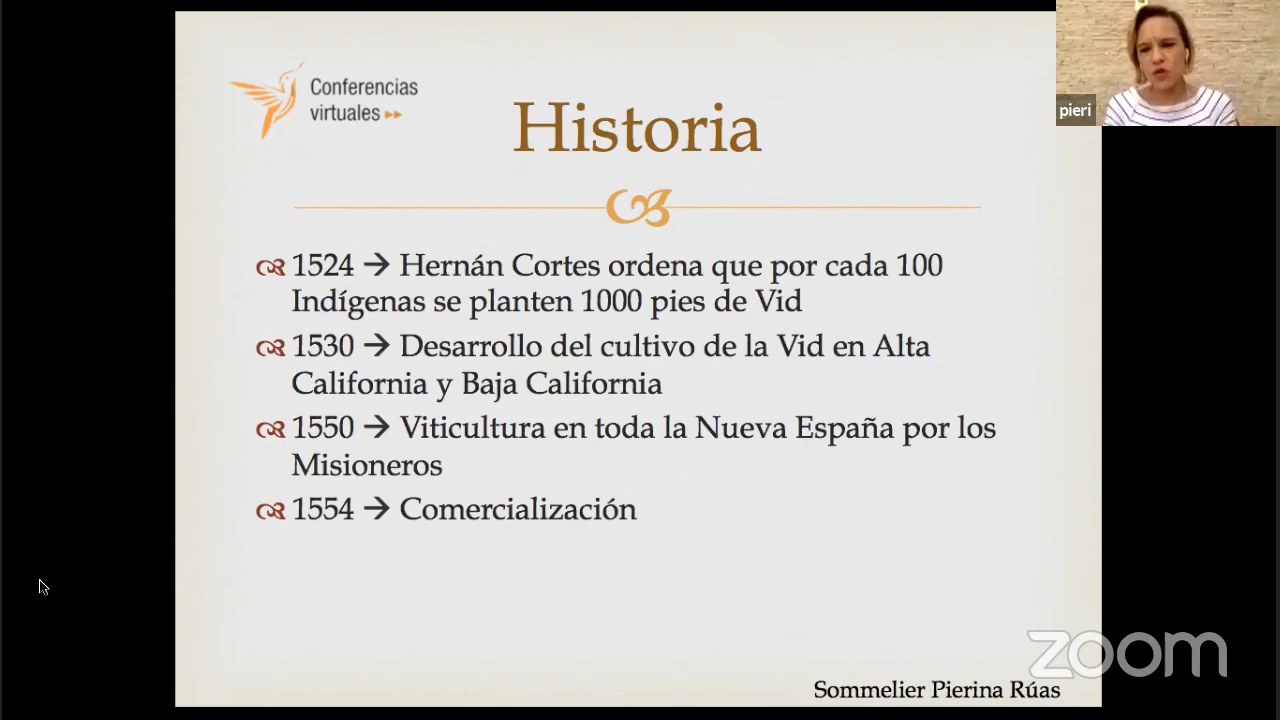 Conferencias
virtuales
Historia
pieri
1524 → Hernán Cortes ordena que por cada 100
Indígenas se planten 1000 pies de Vid
1530 → Desarrollo del cultivo de la Vid en Alta
California y Baja California
1550 → Viticultura en toda la Nueva España por los
Misioneros
1554 → Comercialización
zoom
Sommelier Pierina Rúas